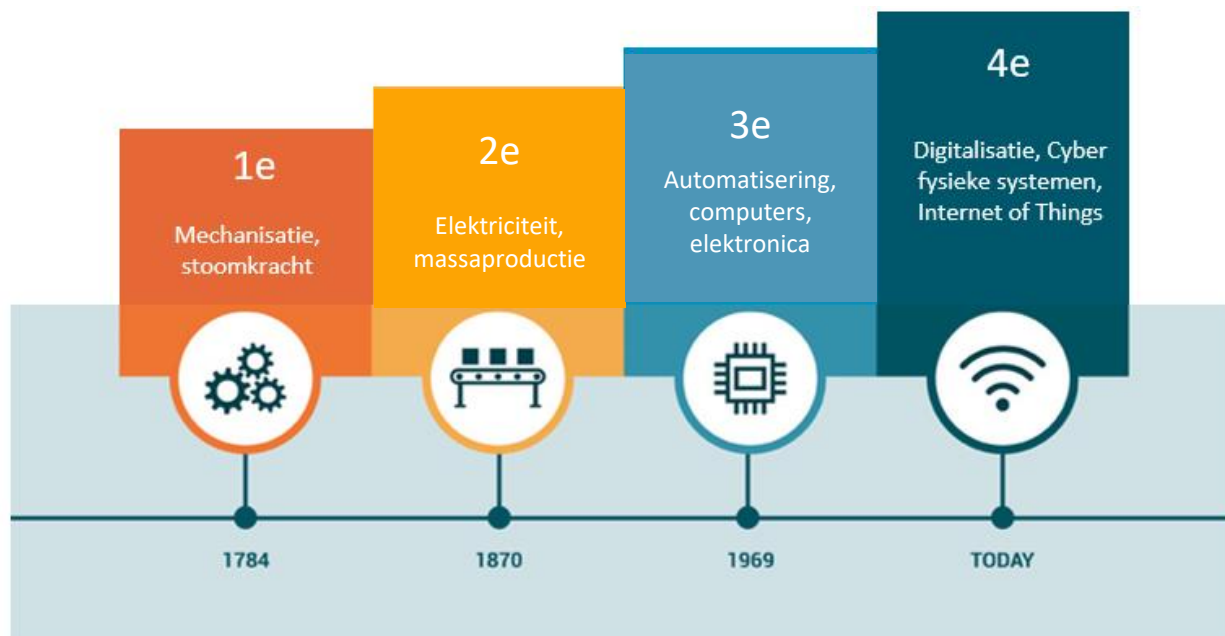 1e
Mechanisatie,
stoomkracht
2e
Elektriciteit,
massaproductie
3e
Automatisering,
computers,
elektronica
4e
Digitalisatie, Cyber
fysieke systemen,
Internet of Things
1784
1870
1969
TODAY